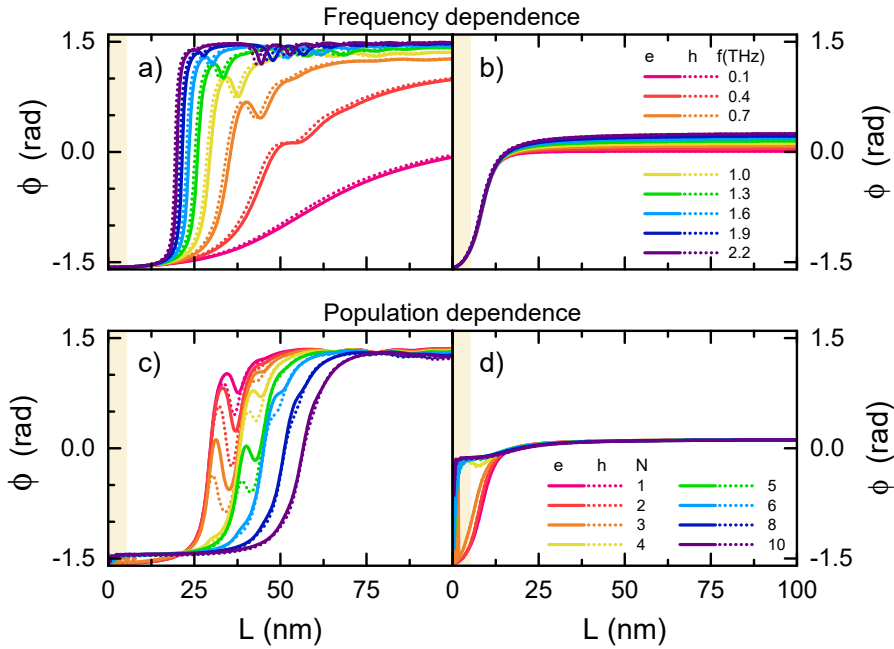 Frequency dependence
1.5
0.0
-1.5
ϕ (rad)
a)
b)
e h f(THz)
0.1
0.4
0.7
1.0
1.3
1.6
1.9
2.2
1.5
0.0
-1.5
ϕ (rad)
Population dependence
1.5
0.0
-1.5
ϕ (rad)
c)
d)
e h N
1 5
2 6
3 8
4 10
1.5
0.0
-1.5
ϕ (rad)
0 25 50 75 0 25 50 75 100
L (nm) L (nm)